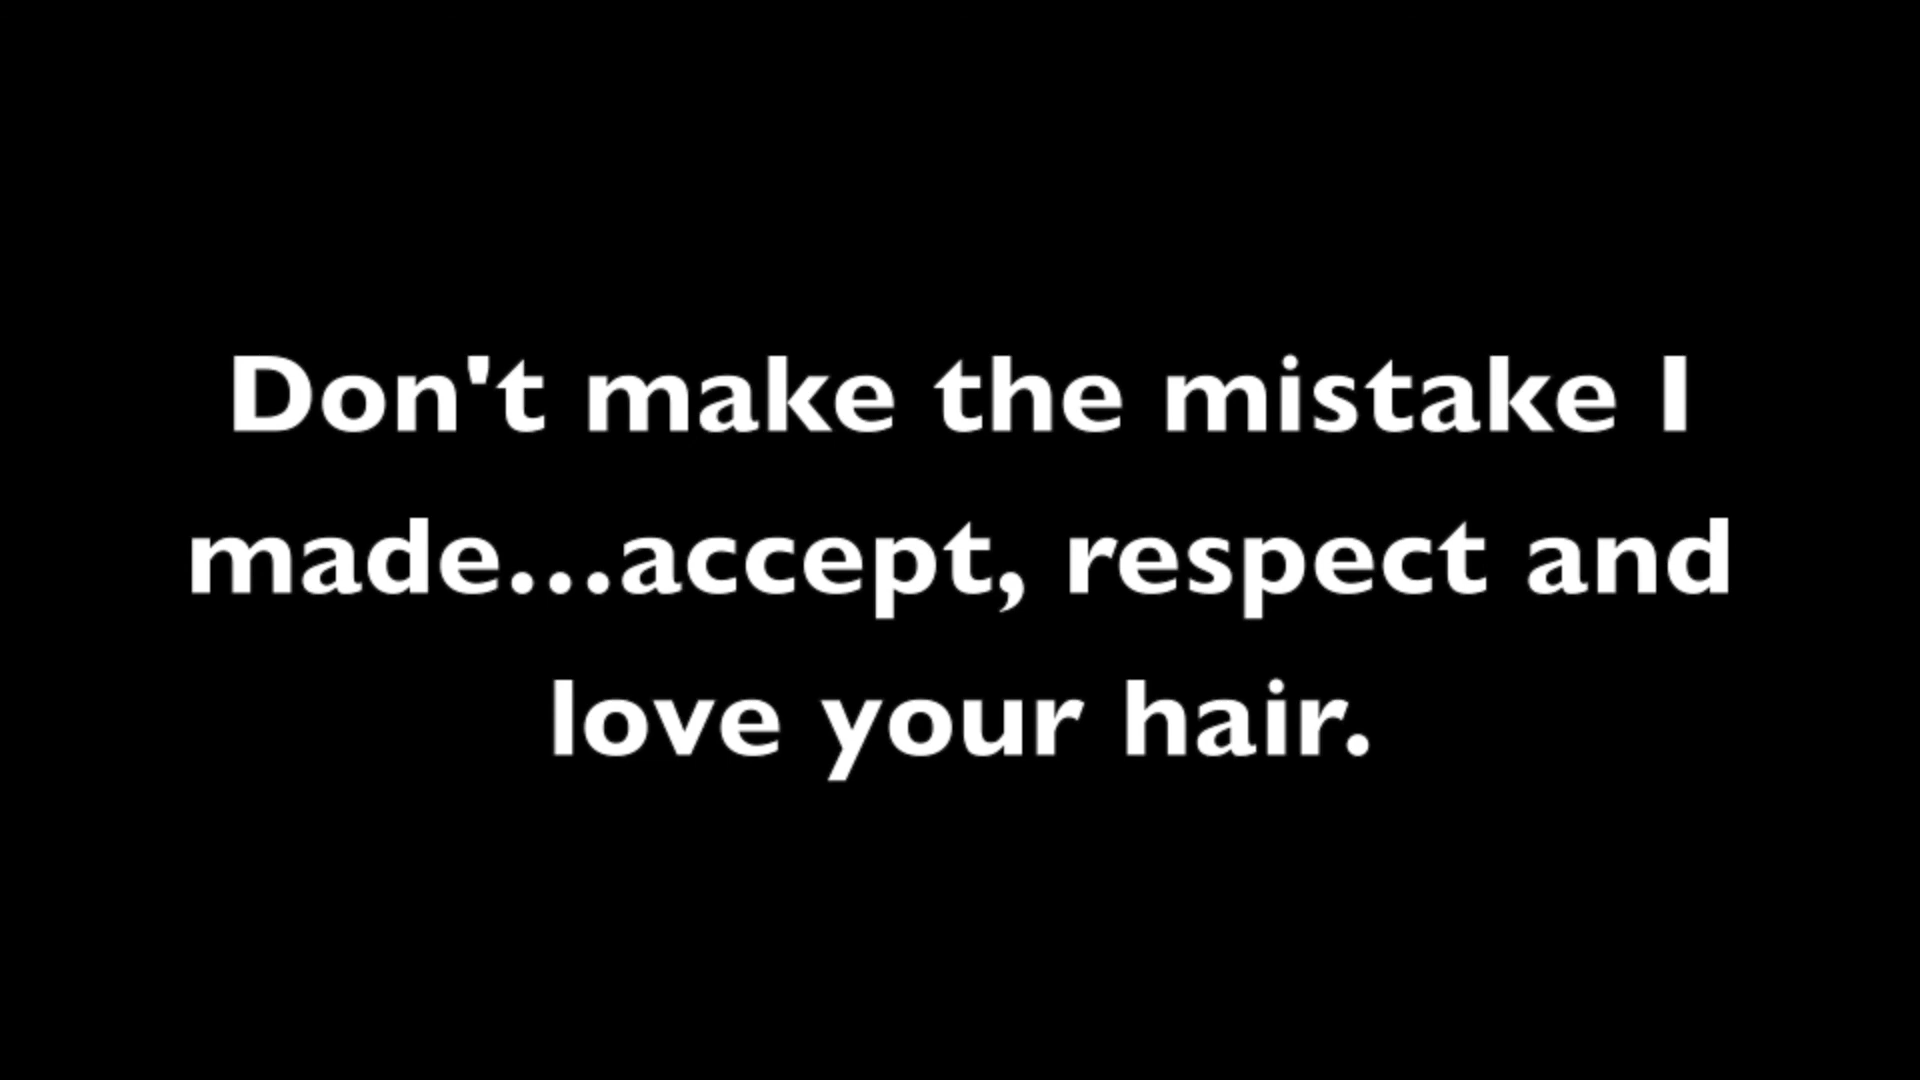 Don't make the mistake I
made...accept, respect and
love your hair.